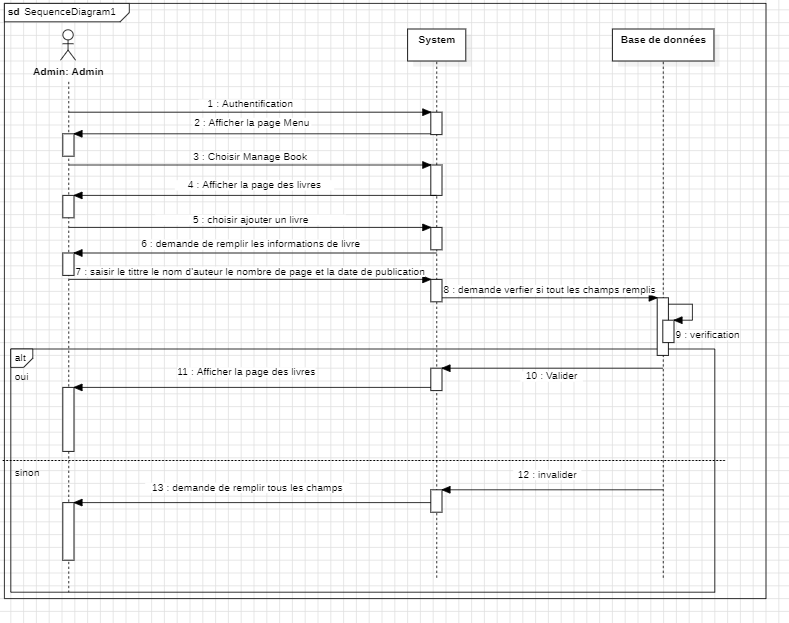 sd SequenceDiagram1
System
Base de données
Admin: Admin
1 : Authentification
2 : Afficher la page Menu
3 : Choisir Manage Book
4 : Afficher la page des livres
5 : choisir ajouter un livre
6 : demande de remplir les informations de livre
7 : saisir le tittre le nom d'auteur le nombre de page et la date de publication
8 : demande verfier si tout les champs remplis
9 : verification
alt
oui
11 : Afficher la page des livres
10 : Valider
sinon
12 : invalider
13 : demande de remplir tous les champs